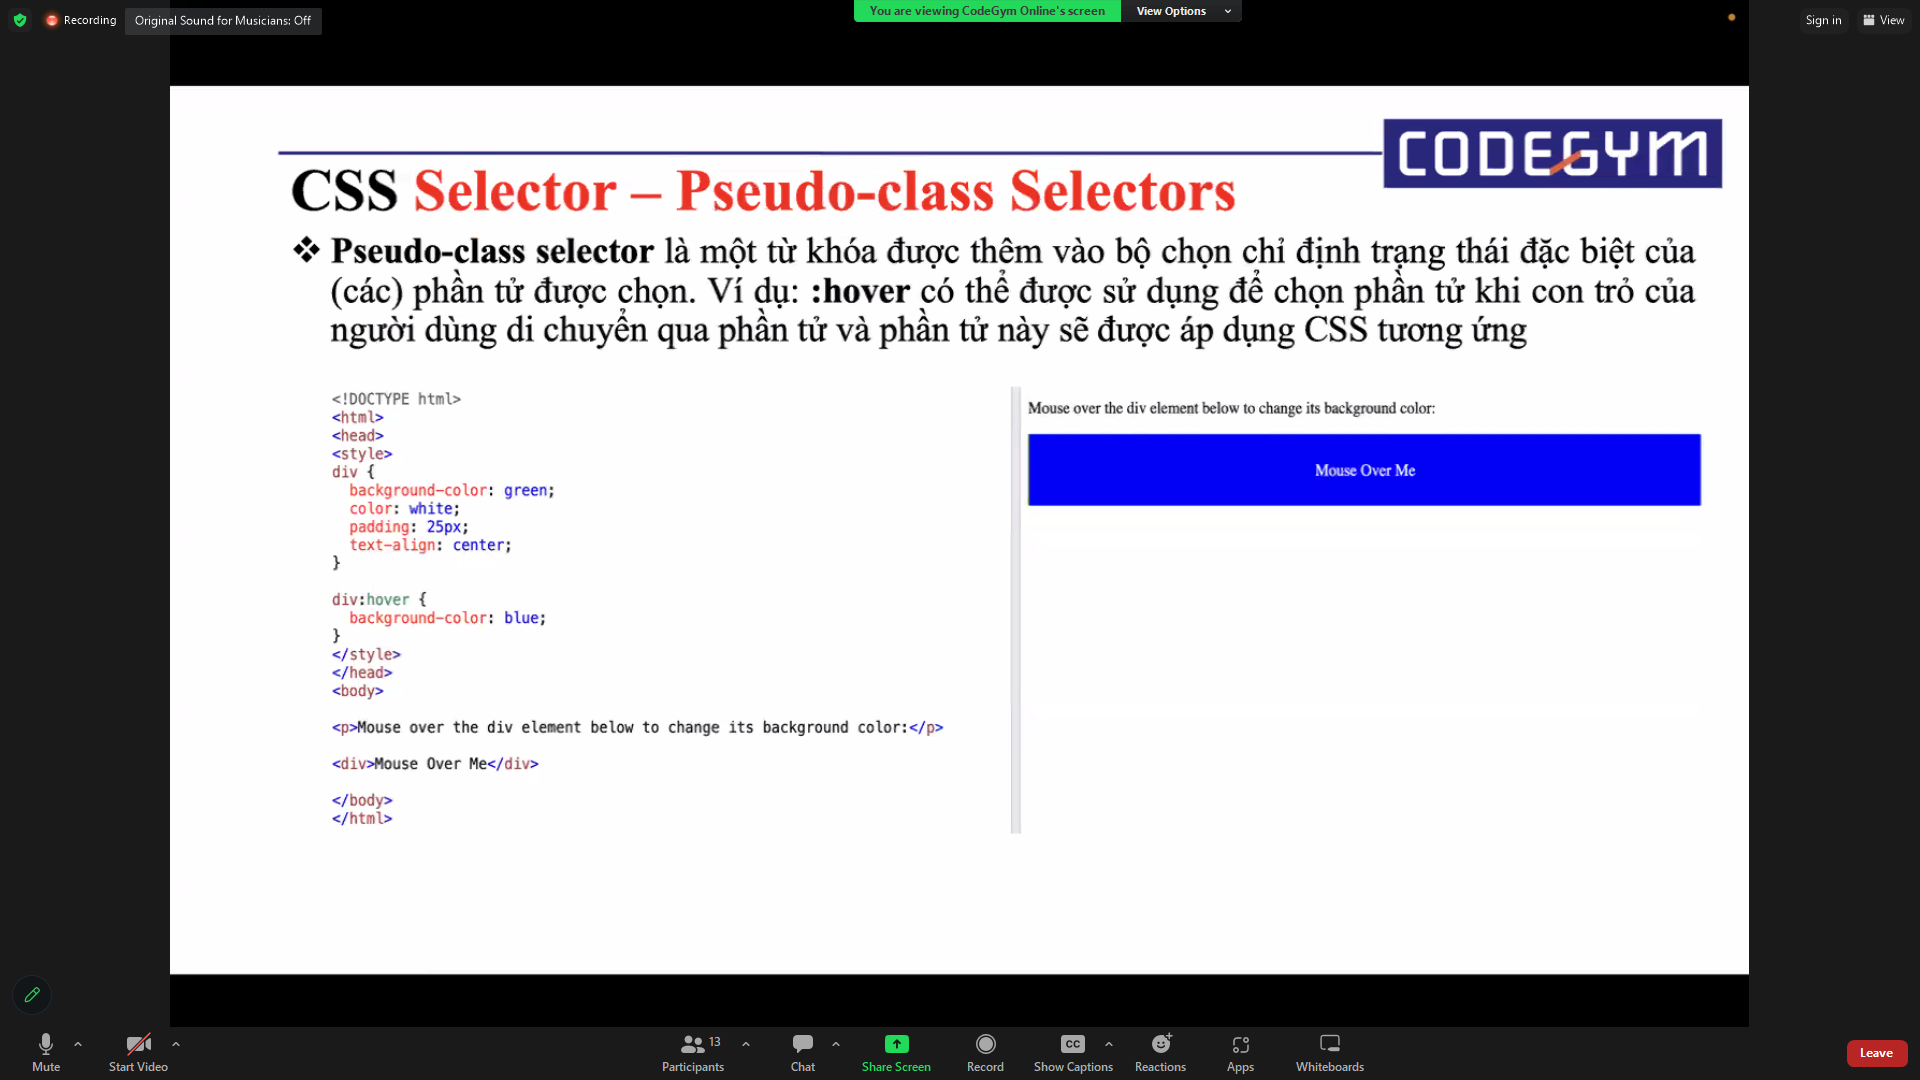 Recording
Original Sound for Musicians: Off
You are viewing CodeGym Online's screen
View Options
Sign in
View
CODEGYM
CSS Selector – Pseudo-class Selectors
❖ Pseudo-class selector là một từ khóa được thêm vào bộ chọn chỉ định trạng thái đặc biệt của
(các) phần tử được chọn. Ví dụ: :hover có thể được sử dụng để chọn phần tử khi con trỏ của
người dùng di chuyển qua phần tử và phần tử này sẽ được áp dụng CSS tương ứng
<!DOCTYPE html>
<html>
<head>
<style>
div {
  background-color: green;
  color: white;
  padding: 25px;
  text-align: center;
}
div:hover {
  background-color: blue;
}
</style>
</head>
<body>
<p>Mouse over the div element below to change its background color:</p>
<div>Mouse Over Me</div>
</body>
</html>
Mouse over the div element below to change its background color:
Mouse Over Me
Mute
Start Video
13
Participants
Chat
Share Screen
Record
CC
Show Captions
Reactions
Apps
Whiteboards
Leave